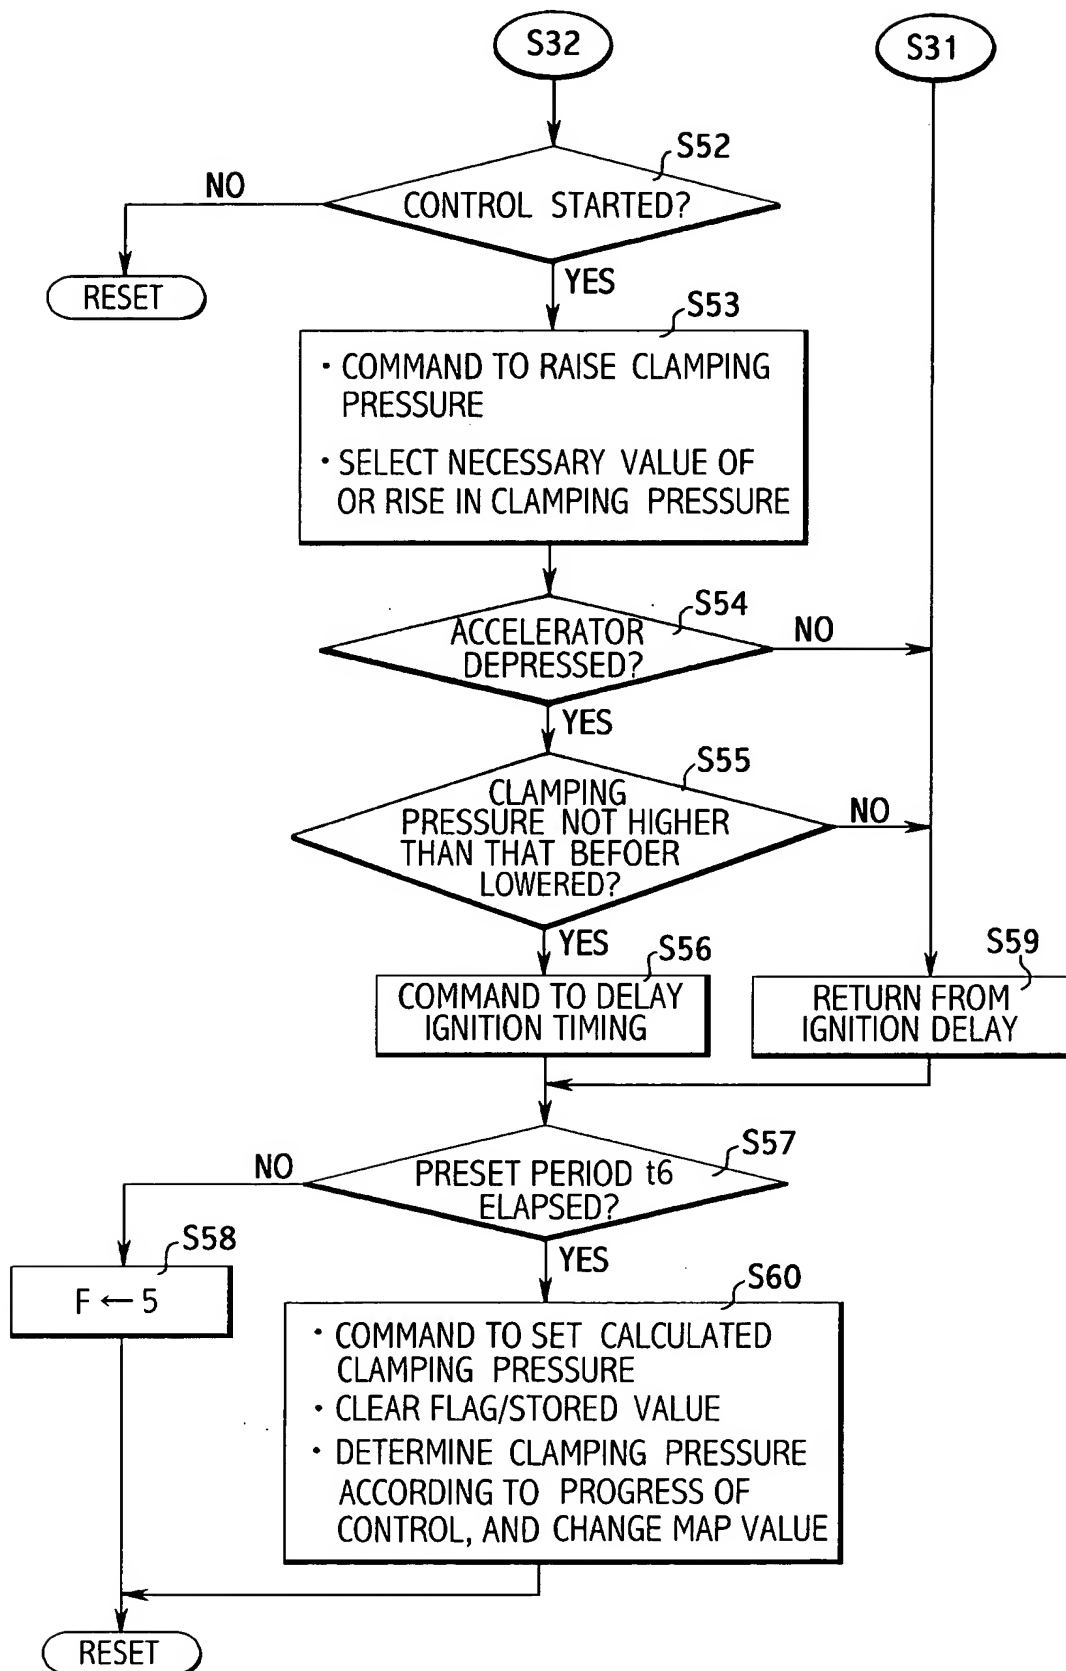 S32
S31
S52
CONTROL STARTED?
NO
RESET
YES
S53
· COMMAND TO RAISE CLAMPING
PRESSURE
· SELECT NECESSARY VALUE OF
OR RISE IN CLAMPING PRESSURE
S54
ACCELERATOR
DEPRESSED?
NO
YES
S55
CLAMPING
PRESSURE NOT HIGHER
THAN THAT BEFOER
LOWERED?
NO
YES
S56
COMMAND TO DELAY
IGNITION TIMING
S59
RETURN FROM
IGNITION DELAY
S57
PRESET PERIOD t6
ELAPSED?
NO
S58
F ← 5
YES
S60
· COMMAND TO SET CALCULATED
CLAMPING PRESSURE
· CLEAR FLAG/STORED VALUE
· DETERMINE CLAMPING PRESSURE
ACCORDING TO PROGRESS OF
CONTROL, AND CHANGE MAP VALUE
RESET